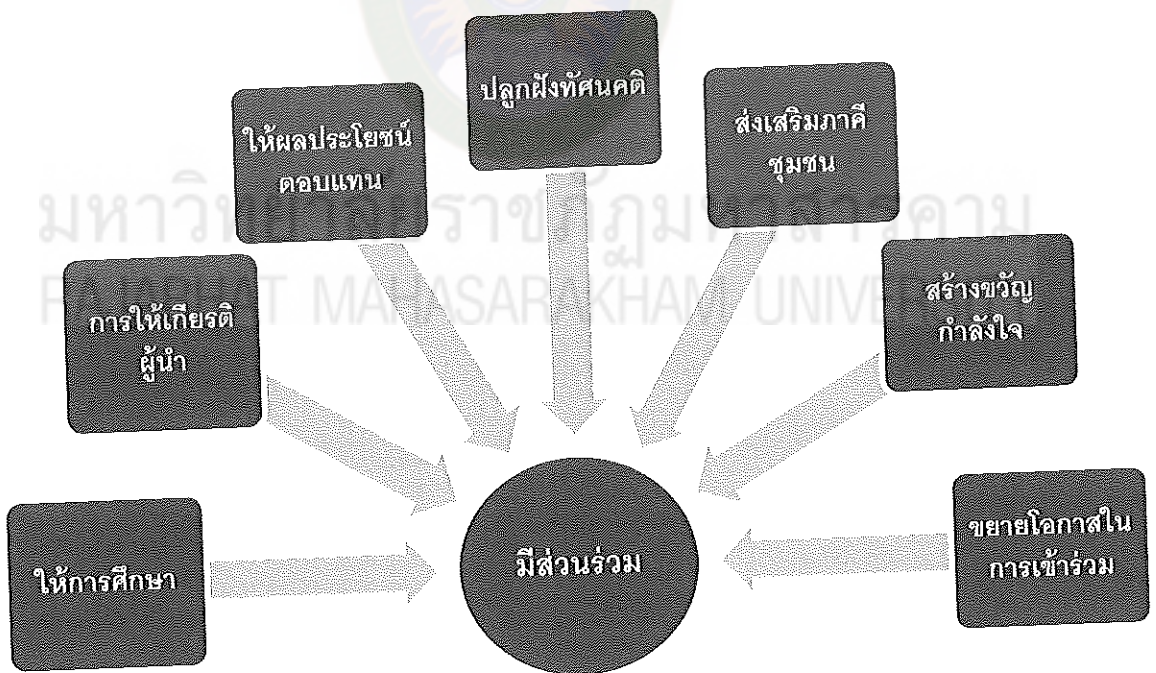 ปลูกฝังทัศนคติ
ให้ผลประโยชน์
ตอบแทน
ส่งเสริมภาคี
ชุมชน
การให้เกียรติ
ผู้นำ
สร้างขวัญ
กำลังใจ
ให้การศึกษา
มีส่วนร่วม
ขยายโอกาสใน
การเข้าร่วม
มหาวิทยาลัยราชภัฏมหาสารคาม
RAJABHAT MAHASARAKHAM UNIVERSITY